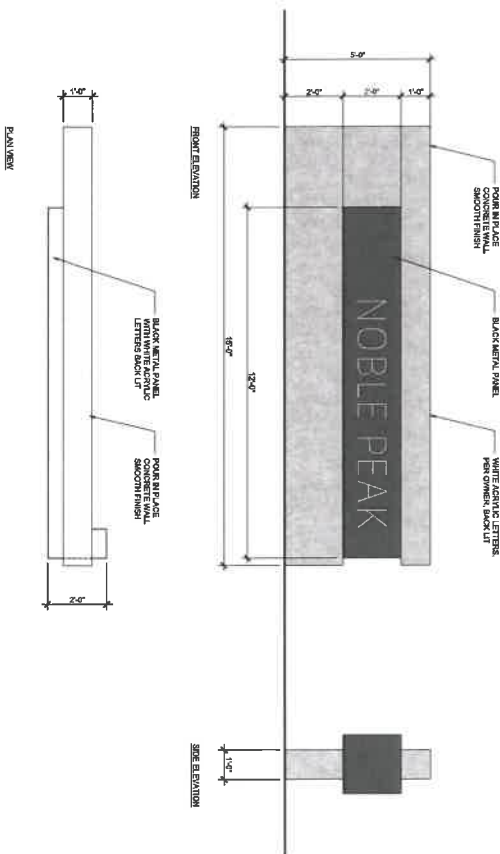 5'-0"
2'-0"
2'-0"
1'-0"
POUR IN PLACE
CONCRETE WALL
SMOOTH FINISH
BLACK METAL PANEL
WHITE ACRYLIC LETTERS,
PER OWNER, BACK LIT
NOBLE PEAK
12'-0"
15'-0"
FRONT ELEVATION
1'-0"
SIDE ELEVATION
BLACK METAL PANEL
WITH WHITE ACRYLIC
LETTERS BACK LIT
POUR IN PLACE
CONCRETE WALL
SMOOTH FINISH
1'-0"
2'-0"
PLAN VIEW